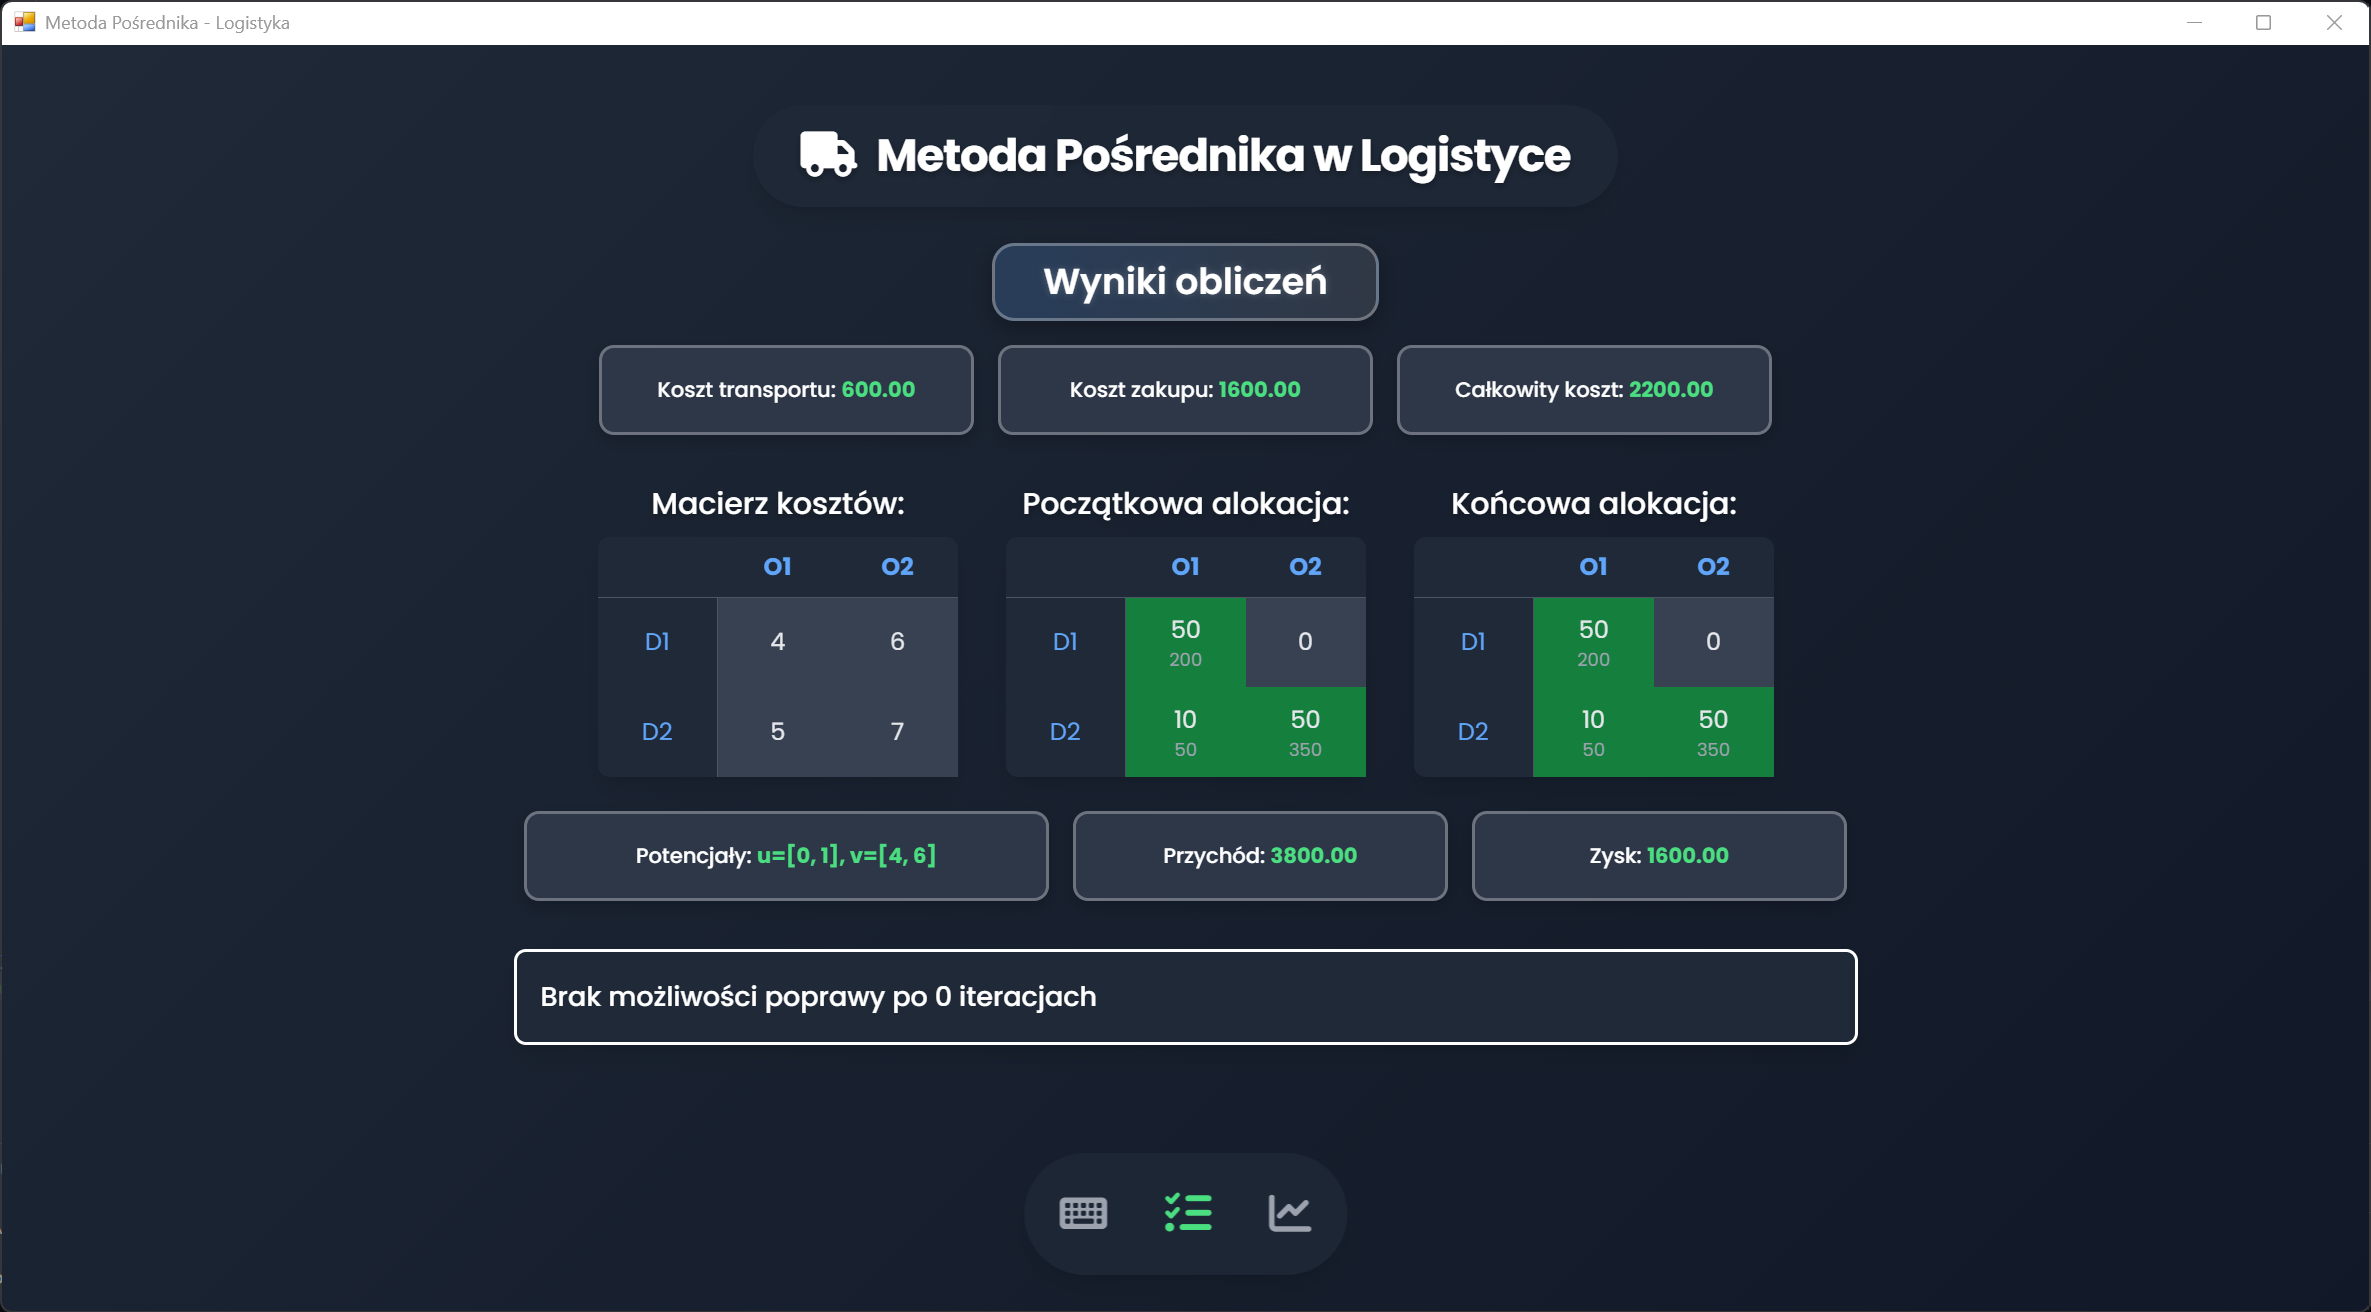 Metoda Pośrednika - Logistyka
Metoda Pośrednika w Logistyce
Wyniki obliczeń
Koszt transportu: 600.00
Koszt zakupu: 1600.00
Całkowity koszt: 2200.00
Macierz kosztów:
O1 O2
D1 4 6
D2 5 7
Początkowa alokacja:
O1 O2
D1 50 0
200
D2 10 50
50 350
Końcowa alokacja:
O1 O2
D1 50 0
200
D2 10 50
50 350
Potencjały: u=[0, 1], v=[4, 6]
Przychód: 3800.00
Zysk: 1600.00
Brak możliwości poprawy po 0 iteracjach